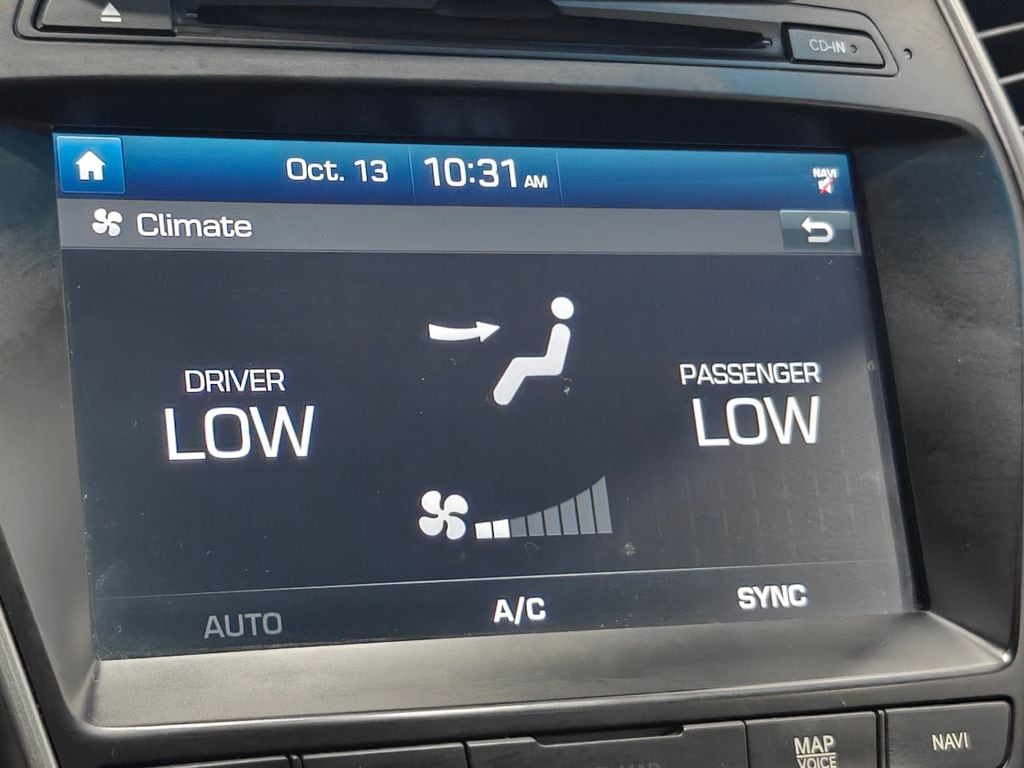 CD-IN
Oct. 13 10:31 AM NAVI
Climate
DRIVER
LOW
PASSENGER
LOW
AUTO A/C SYNC
MAP
VOICE
NAVI